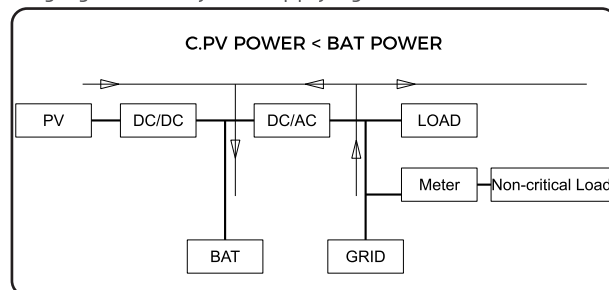 C.PV POWER < BAT POWER
PV
DC/DC
DC/AC
LOAD
Meter
Non-critical Load
BAT
GRID